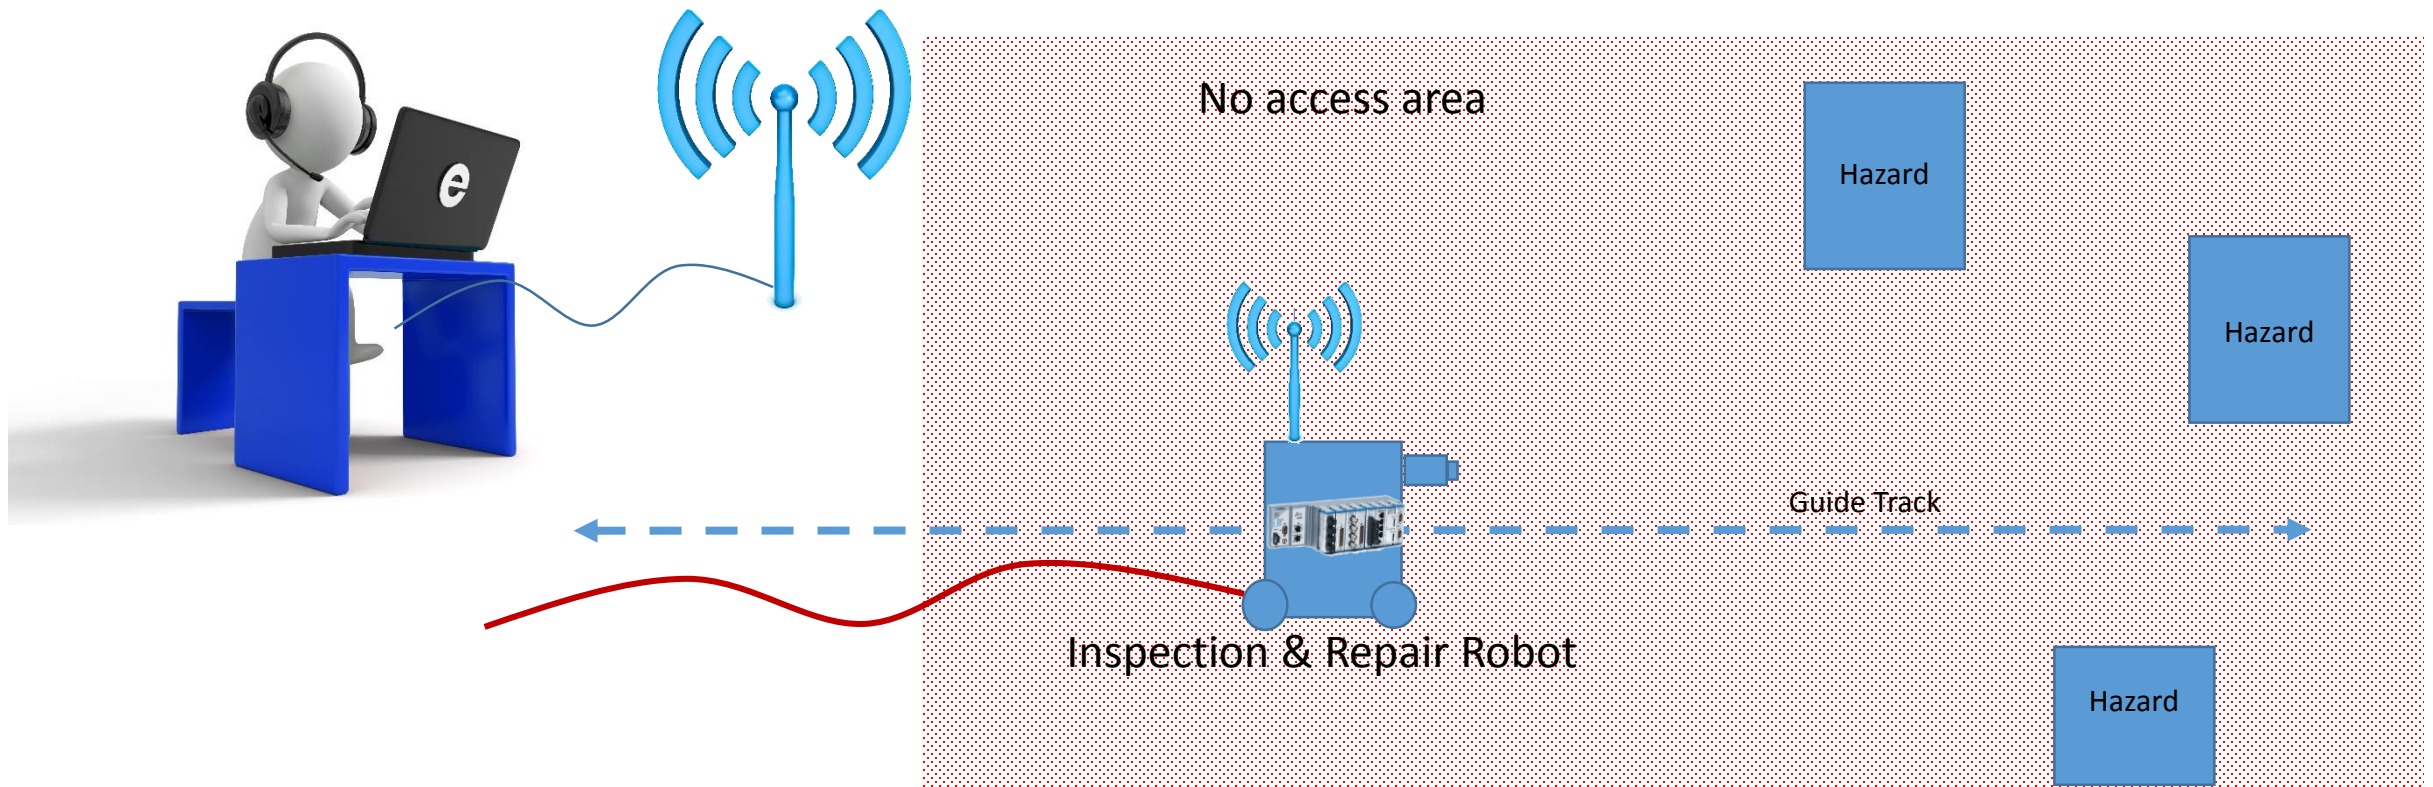 No access area
Hazard
Hazard
e
Guide Track
Inspection & Repair Robot
Hazard